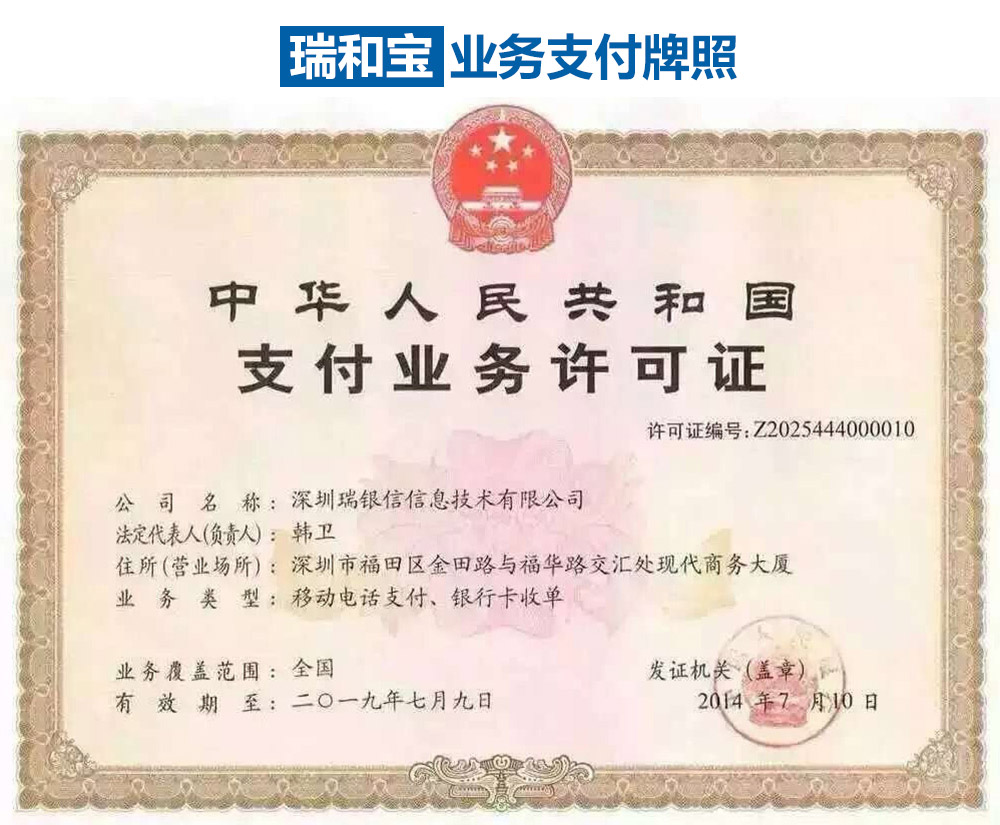 瑞和宝 业务支付牌照
中华人民共和国
支付业务许可证
许可证编号:Z2025444000010
公司名称:深圳瑞银信信息技术有限公司
法定代表人(负责人):韩卫
住所(营业场所):深圳市福田区金田路与福华路交汇处现代商务大厦
业务类型:移动电话支付、银行卡收单
业务覆盖范围:全国
发证机关(盖章)
有效期至:二〇一九年七月九日
2014年7月10日